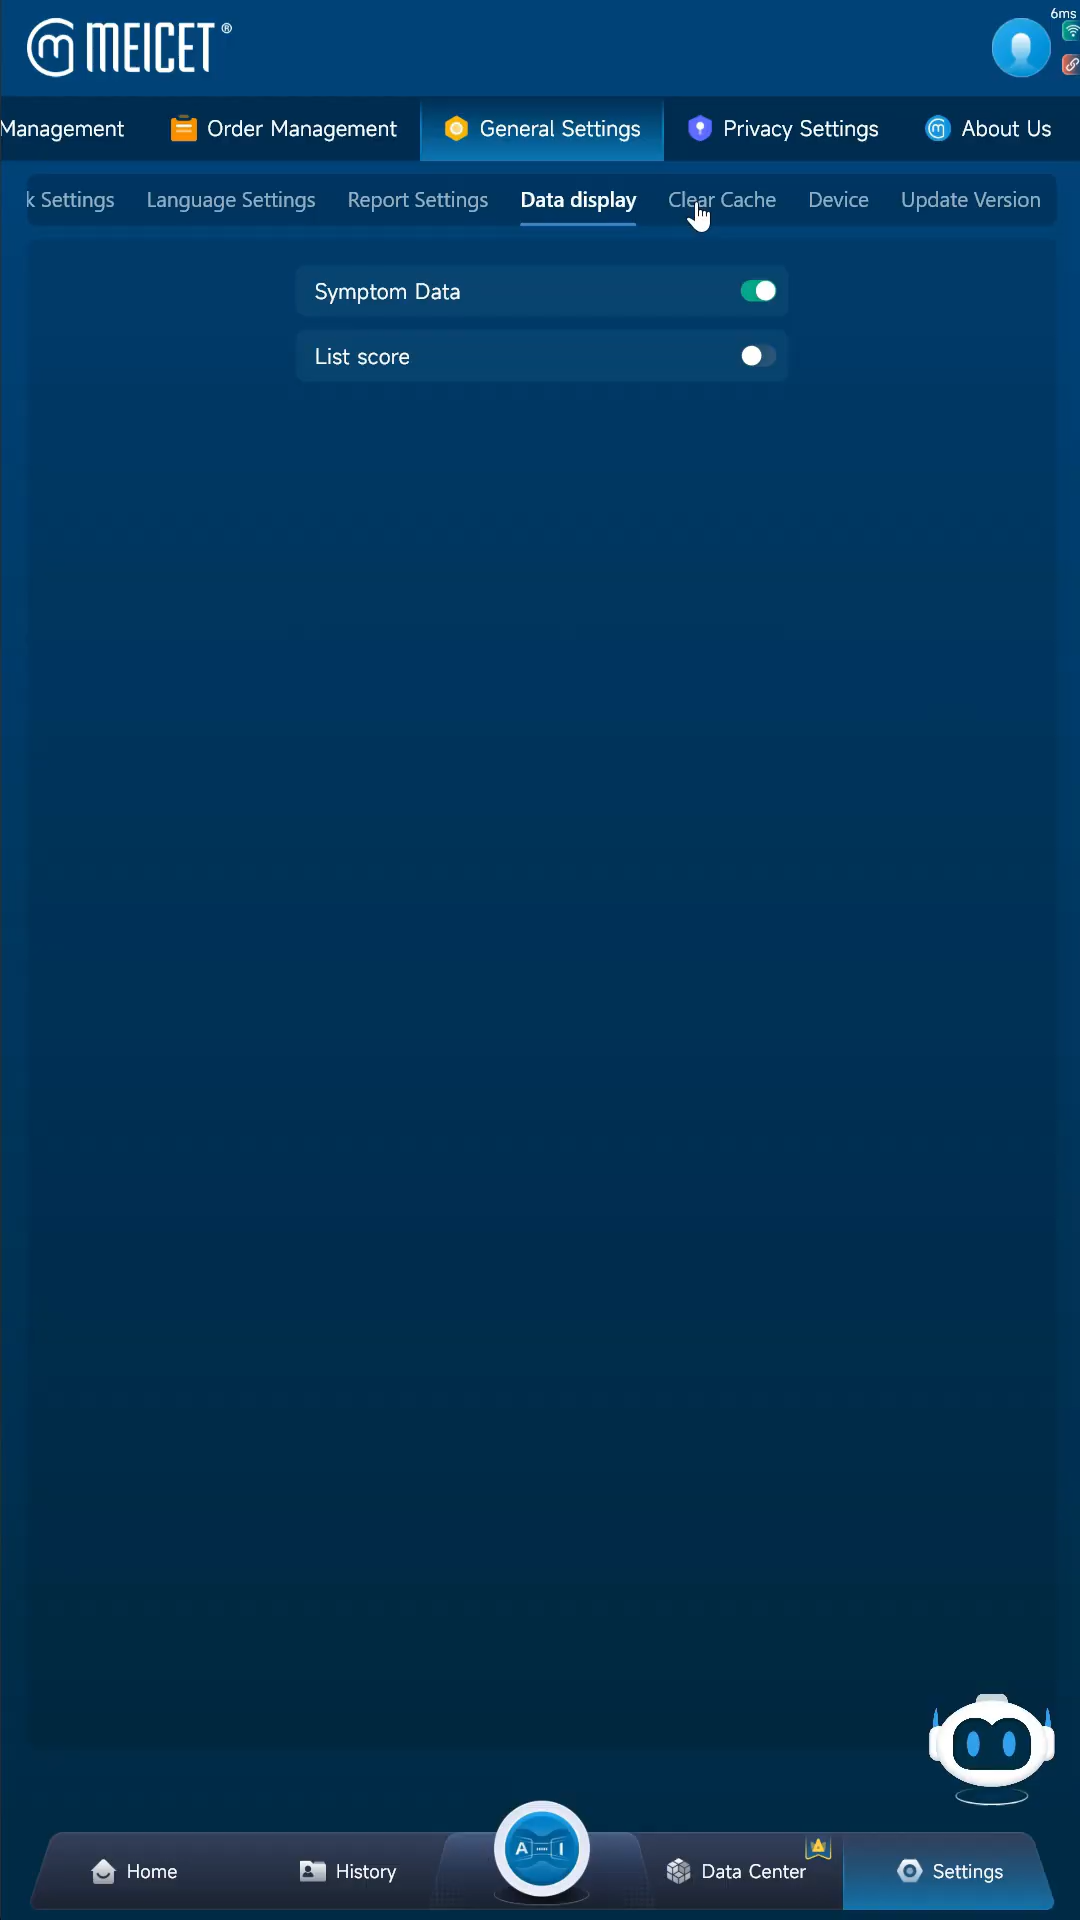 6ms
MEICET®
Management Order Management General Settings Privacy Settings About Us
k Settings Language Settings Report Settings Data display Clear Cache Device Update Version
Symptom Data
List score
A I
Home History Data Center Settings